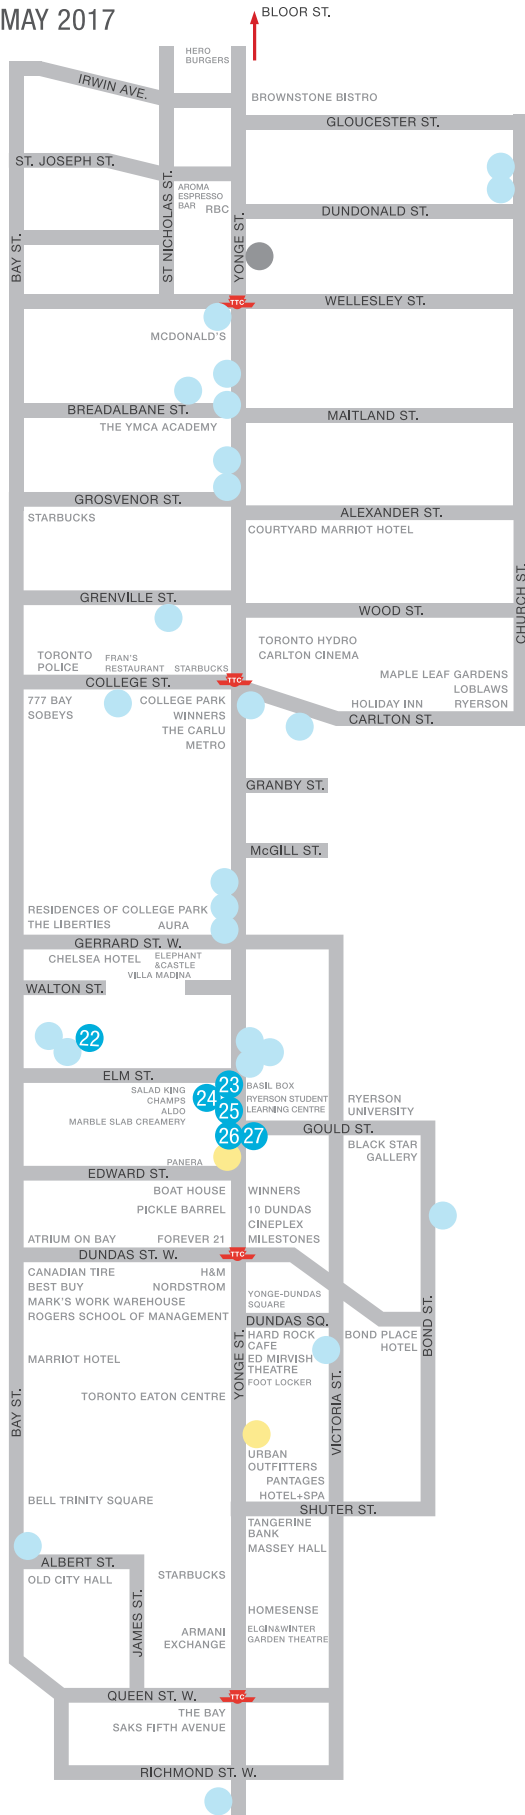 MAY 2017
BLOOR ST.
HERO
BURGERS
IRWIN AVE.
BROWNSTONE BISTRO
GLOUCESTER ST.
ST. JOSEPH ST.
AROMA
ESPRESSO
BAR
RBC
DUNDONALD ST.
BAY ST.
ST NICHOLAS ST.
YONGE ST.
TTC
WELLESLEY ST.
MCDONALD'S
BREADALBANE ST.
MAITLAND ST.
THE YMCA ACADEMY
GROSVENOR ST.
STARBUCKS
ALEXANDER ST.
COURTYARD MARRIOT HOTEL
GRENVILLE ST.
WOOD ST.
CHURCH ST.
TORONTO HYDRO
CARLTON CINEMA
TORONTO
POLICE
FRAN'S
RESTAURANT
STARBUCKS
COLLEGE ST.
TTC
MAPLE LEAF GARDENS
LOBLAWS
RYERSON
HOLIDAY INN
CARLTON ST.
777 BAY
SOBEYS
COLLEGE PARK
WINNERS
THE CARLU
METRO
GRANBY ST.
McGILL ST.
RESIDENCES OF COLLEGE PARK
THE LIBERTIES
AURA
GERRARD ST. W.
CHELSEA HOTEL
ELEPHANT
&CASTLE
VILLA MADINA
WALTON ST.
22
ELM ST.
23
BASIL BOX
SALAD KING
CHAMPS
ALDO
MARBLE SLAB CREAMERY
24
25
RYERSON STUDENT
LEARNING CENTRE
RYERSON
UNIVERSITY
26
27
GOULD ST.
BLACK STAR
GALLERY
PANERA
EDWARD ST.
BOAT HOUSE
PICKLE BARREL
WINNERS
10 DUNDAS
CINEPLEX
MILESTONES
ATRIUM ON BAY
FOREVER 21
DUNDAS ST. W.
TTC
CANADIAN TIRE
BEST BUY
MARK'S WORK WAREHOUSE
ROGERS SCHOOL OF MANAGEMENT
H&M
NORDSTROM
YONGE-DUNDAS
SQUARE
DUNDAS SQ.
BOND ST.
HARD ROCK
CAFE
ED MIRVISH
THEATRE
FOOT LOCKER
BOND PLACE
HOTEL
MARRIOT HOTEL
YONGE ST.
VICTORIA ST.
BAY ST.
TORONTO EATON CENTRE
URBAN
OUTFITTERS
PANTAGES
HOTEL+SPA
BELL TRINITY SQUARE
SHUTER ST.
TANGERINE
BANK
MASSEY HALL
ALBERT ST.
OLD CITY HALL
STARBUCKS
JAMES ST.
HOMESENSE
ARMANI
EXCHANGE
ELGIN&WINTER
GARDEN THEATRE
QUEEN ST. W.
TTC
THE BAY
SAKS FIFTH AVENUE
RICHMOND ST. W.